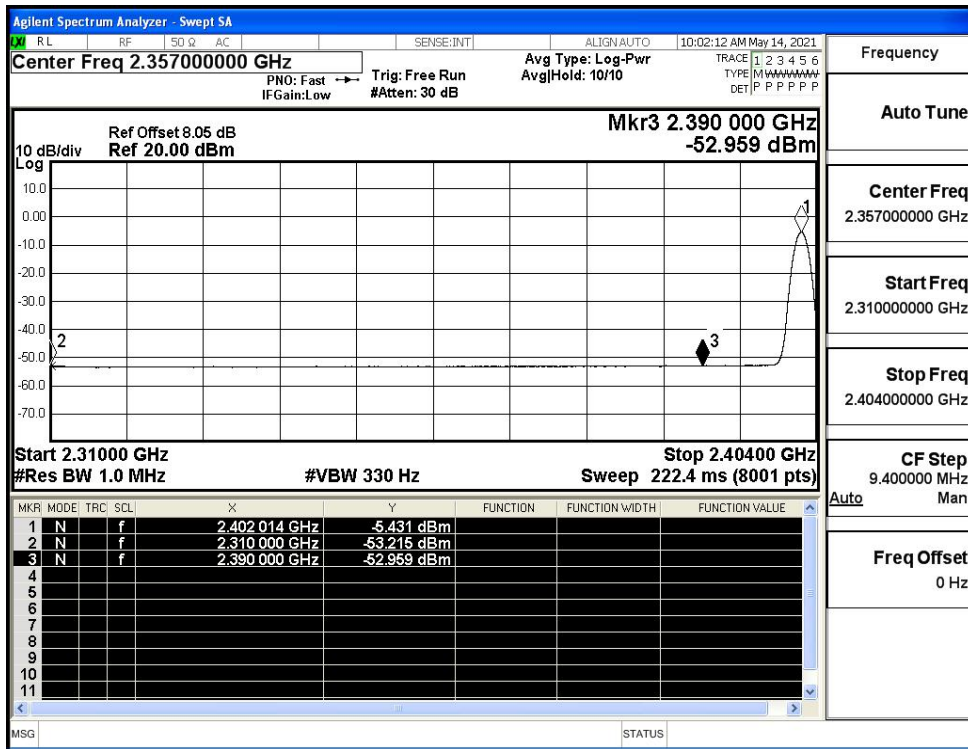 Agilent Spectrum Analyzer - Swept SA
LXI RL RF 50 Ω AC SENSE:INT ALIGN AUTO 10:02:12 AM May 14, 2021
Center Freq 2.357000000 GHz
PNO: Fast
IFGain:Low
Trig: Free Run
#Atten: 30 dB
Avg Type: Log-Pwr
Avg|Hold: 10/10
TRACE 1 2 3 4 5 6
TYPE M W W W W W
DET P P P P P P
Ref Offset 8.05 dB
10 dB/div Ref 20.00 dBm
Log
Mkr3 2.390 000 GHz
-52.959 dBm
10.0
0.00
-10.0
-20.0
-30.0
-40.0
-50.0
-60.0
-70.0
1
2
3
Start 2.31000 GHz Stop 2.40400 GHz
#Res BW 1.0 MHz #VBW 330 Hz Sweep 222.4 ms (8001 pts)
MKR MODE TRC SCL X Y FUNCTION FUNCTION WIDTH FUNCTION VALUE
1 N f 2.402 014 GHz -5.431 dBm
2 N f 2.310 000 GHz -53.215 dBm
3 N f 2.390 000 GHz -52.959 dBm
4
5
6
7
8
9
10
11
MSG STATUS
Frequency
Auto Tune
Center Freq
2.357000000 GHz
Start Freq
2.310000000 GHz
Stop Freq
2.404000000 GHz
CF Step
9.400000 MHz
Auto Man
Freq Offset
0 Hz